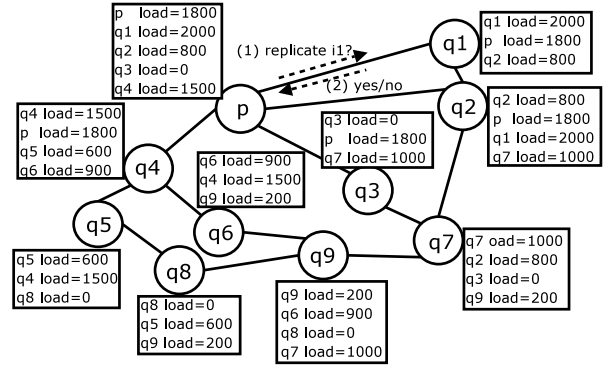 p load=1800
q1 load=2000
q2 load=800
q3 load=0
q4 load=1500
(1) replicate i1?
(2) yes/no
q1
q1 load=2000
p load=1800
q2 load=800
p
q2
q2 load=800
p load=1800
q1 load=2000
q7 load=1000
q4 load=1500
p load=1800
q5 load=600
q6 load=900
q3 load=0
p load=1800
q7 load=1000
q4
q6 load=900
q4 load=1500
q9 load=200
q3
q5
q6
q7
q7 oad=1000
q2 load=800
q3 load=0
q9 load=200
q5 load=600
q4 load=1500
q8 load=0
q8
q9
q8 load=0
q5 load=600
q9 load=200
q9 load=200
q6 load=900
q8 load=0
q7 load=1000